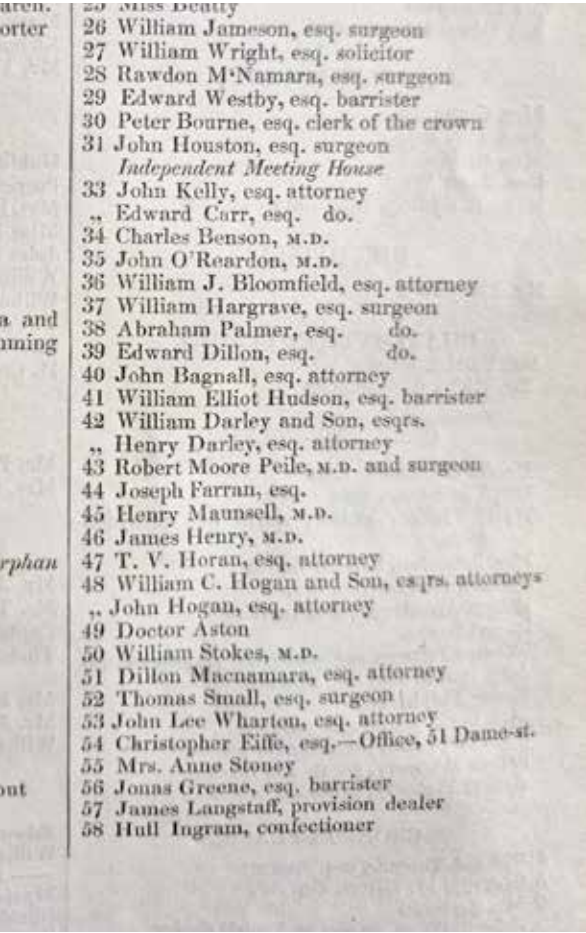 orter
a and
rphan
25 Miss Beatty
26 William Jameson, esq. surgeon
27 William Wright, esq. solicitor
28 Rawdon M‘Namara, esq. surgeon
29 Edward Westby, esq. barrister
30 Peter Bourne, esq. clerk of the crown
31 John Houston, esq. surgeon
Independent Meeting House
33 John Kelly, esq. attorney
„ Edward Carr, esq. do.
34 Charles Benson, M.D.
35 John O'Reardon, M.D.
36 William J. Bloomfield, esq. attorney
37 William Hargrave, esq. surgeon
38 Abraham Palmer, esq. do.
39 Edward Dillon, esq. do.
40 John Bagnall, esq. attorney
41 William Elliot Hudson, esq. barrister
42 William Darley and Son, esqrs.
„ Henry Darley, esq. attorney
43 Robert Moore Peile, M.D. and surgeon
44 Joseph Farran, esq.
45 Henry Maunsell, M.D.
46 James Henry, M.D.
47 T. V. Horan, esq. attorney
48 William C. Hogan and Son, esqrs. attorneys
„ John Hogan, esq. attorney
49 Doctor Aston
50 William Stokes, M.D.
51 Dillon Macnamara, esq. attorney
52 Thomas Small, esq. surgeon
53 John Lee Wharton, esq. attorney
54 Christopher Eiffe, esq.—Office, 51 Dame-st.
55 Mrs. Anne Stoney
56 Jonas Greene, esq. barrister
57 James Langstaff, provision dealer
58 Hull Ingram, confectioner